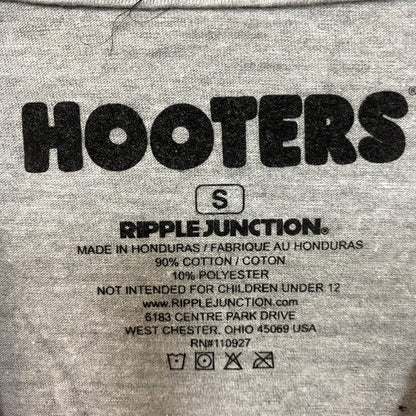 HOOTERS®
S
RIPPLE JUNCTION®
MADE IN HONDURAS / FABRIQUE AU HONDURAS
90% COTTON / COTON
10% POLYESTER
NOT INTENDED FOR CHILDREN UNDER 12
www.RIPPLEJUNCTION.com
6183 CENTRE PARK DRIVE
WEST CHESTER, OHIO 45069 USA
RN#110927